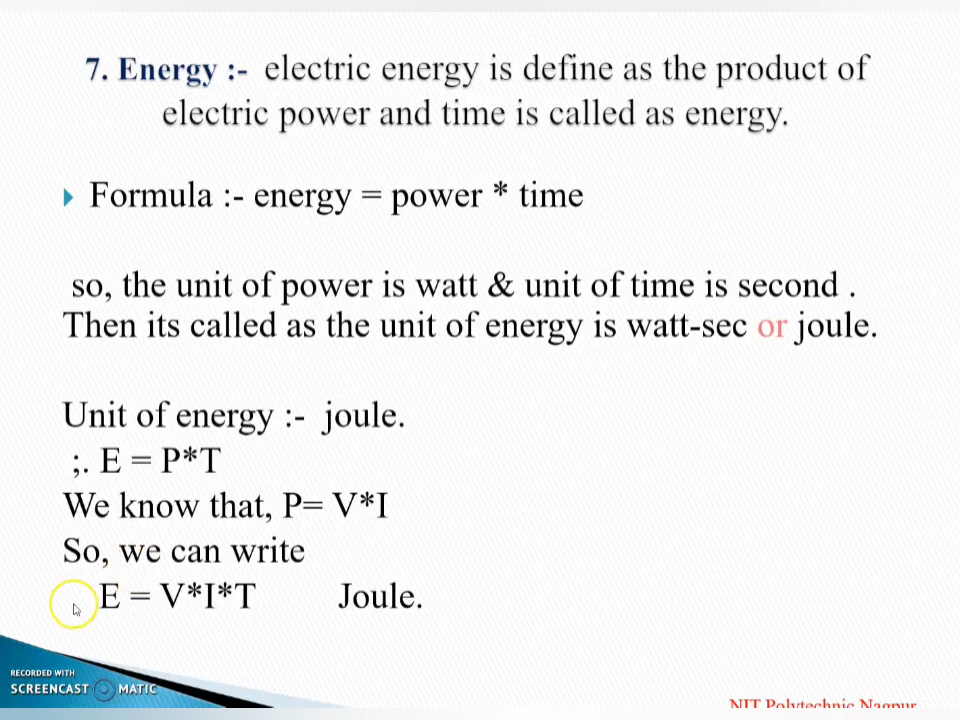 7. Energy :- electric energy is define as the product of
electric power and time is called as energy.
Formula :- energy = power * time
so, the unit of power is watt & unit of time is second .
Then its called as the unit of energy is watt-sec or joule.
Unit of energy :- joule.
;. E = P*T
We know that, P= V*I
So, we can write
E = V*I*T Joule.
RECORDED WITH
SCREENCAST MATIC
NIT Polytechnic Nagpur